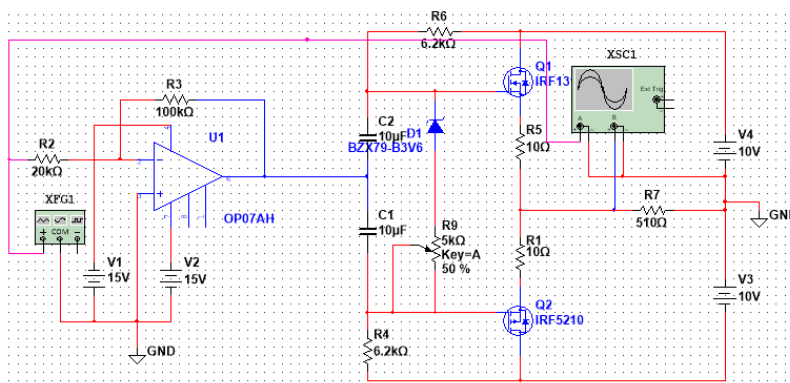 R6
6.2kΩ
XSC1
Ext Trig
A
B
Q1
IRF13
R3
100kΩ
U1
C2
10µF
D1
BZX79-B3V6
R5
10Ω
V4
10V
R2
20kΩ
OP07AH
XFG1
COM
R7
510Ω
GND
C1
10µF
R9
5kΩ
Key=A
50 %
R1
10Ω
V1
15V
V2
15V
V3
10V
Q2
IRF5210
R4
6.2kΩ
GND